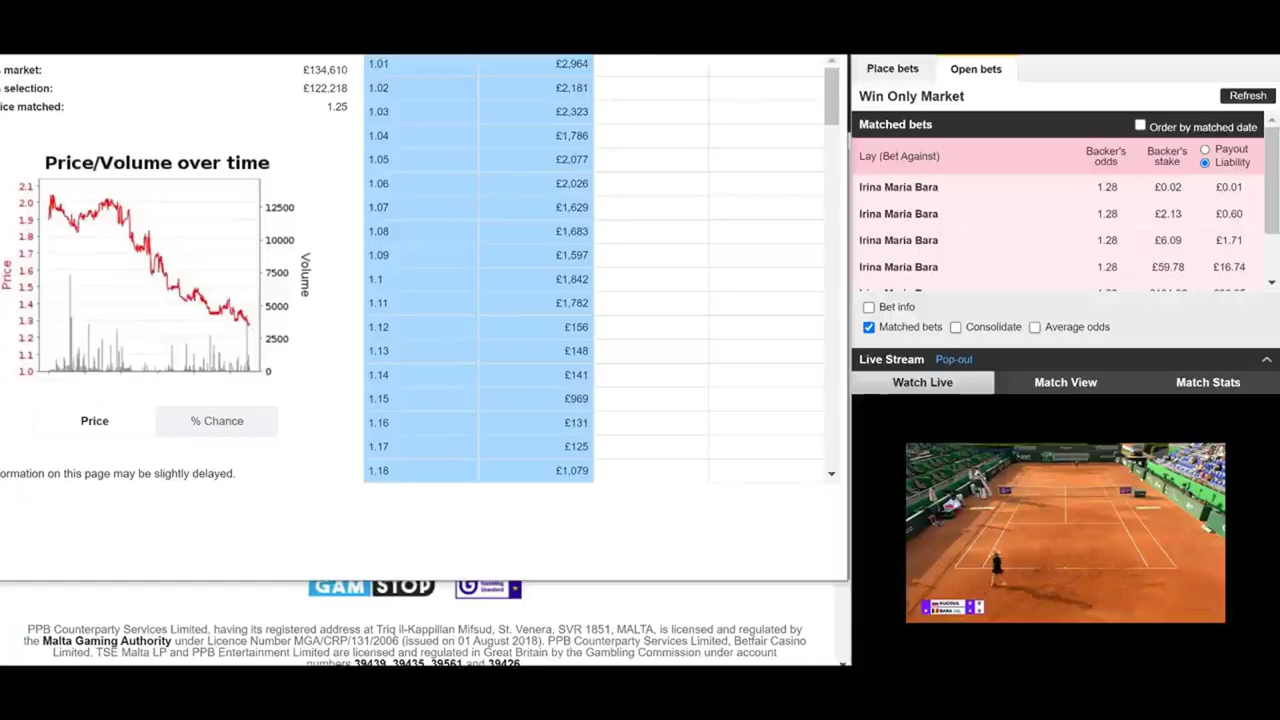 market:
£134,610
selection:
£122,218
ice matched:
1.25
Price/Volume over time
2.1
2.0
1.9
1.8
1.7
1.6
1.5
1.4
1.3
1.2
1.1
1.0
Price
12500
10000
7500
5000
2500
0
Volume
Price
% Chance
formation on this page may be slightly delayed.
1.01 £2,964
1.02 £2,181
1.03 £2,323
1.04 £1,786
1.05 £2,077
1.06 £2,026
1.07 £1,629
1.08 £1,683
1.09 £1,597
1.1 £1,842
1.11 £1,782
1.12 £156
1.13 £148
1.14 £141
1.15 £969
1.16 £131
1.17 £125
1.18 £1,079
Place bets Open bets
Win Only Market Refresh
Matched bets Order by matched date
Lay (Bet Against) Backer's odds Backer's stake Payout Liability
Irina Maria Bara 1.28 £0.02 £0.01
Irina Maria Bara 1.28 £2.13 £0.60
Irina Maria Bara 1.28 £6.09 £1.71
Irina Maria Bara 1.28 £59.78 £16.74
Bet info
Matched bets Consolidate Average odds
Live Stream Pop-out
Watch Live Match View Match Stats
KUCOVA
BARA
GAMSTOP
PPB Counterparty Services Limited, having its registered address at Triq il-Kappillan Mifsud, St. Venera, SVR 1851, MALTA, is licensed and regulated by
the Malta Gaming Authority under Licence Number MGA/CRP/131/2006 (issued on 01 August 2018). PPB Counterparty Services Limited, Betfair Casino
Limited, TSE Malta LP and PPB Entertainment Limited are licensed and regulated in Great Britain by the Gambling Commission under account
numbers 39439, 39435, 39561 and 39426